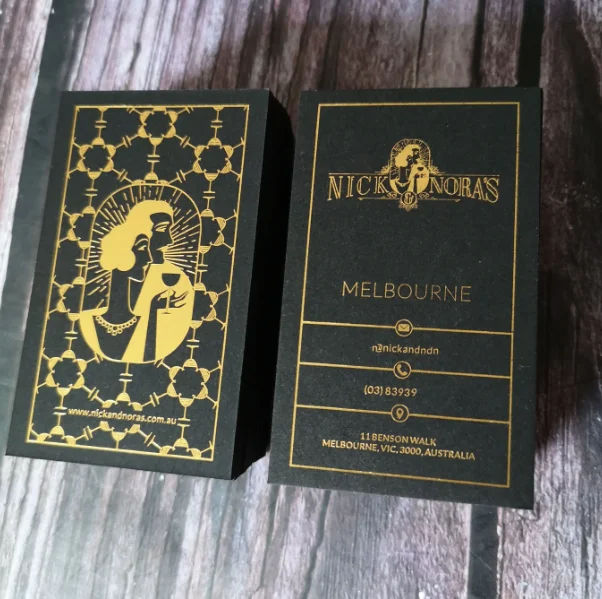 www.nickandnoras.com.au
NICK & NORA'S
MELBOURNE
n@nickandndn
(03) 83939
11 BENSON WALK
MELBOURNE, VIC, 3000, AUSTRALIA